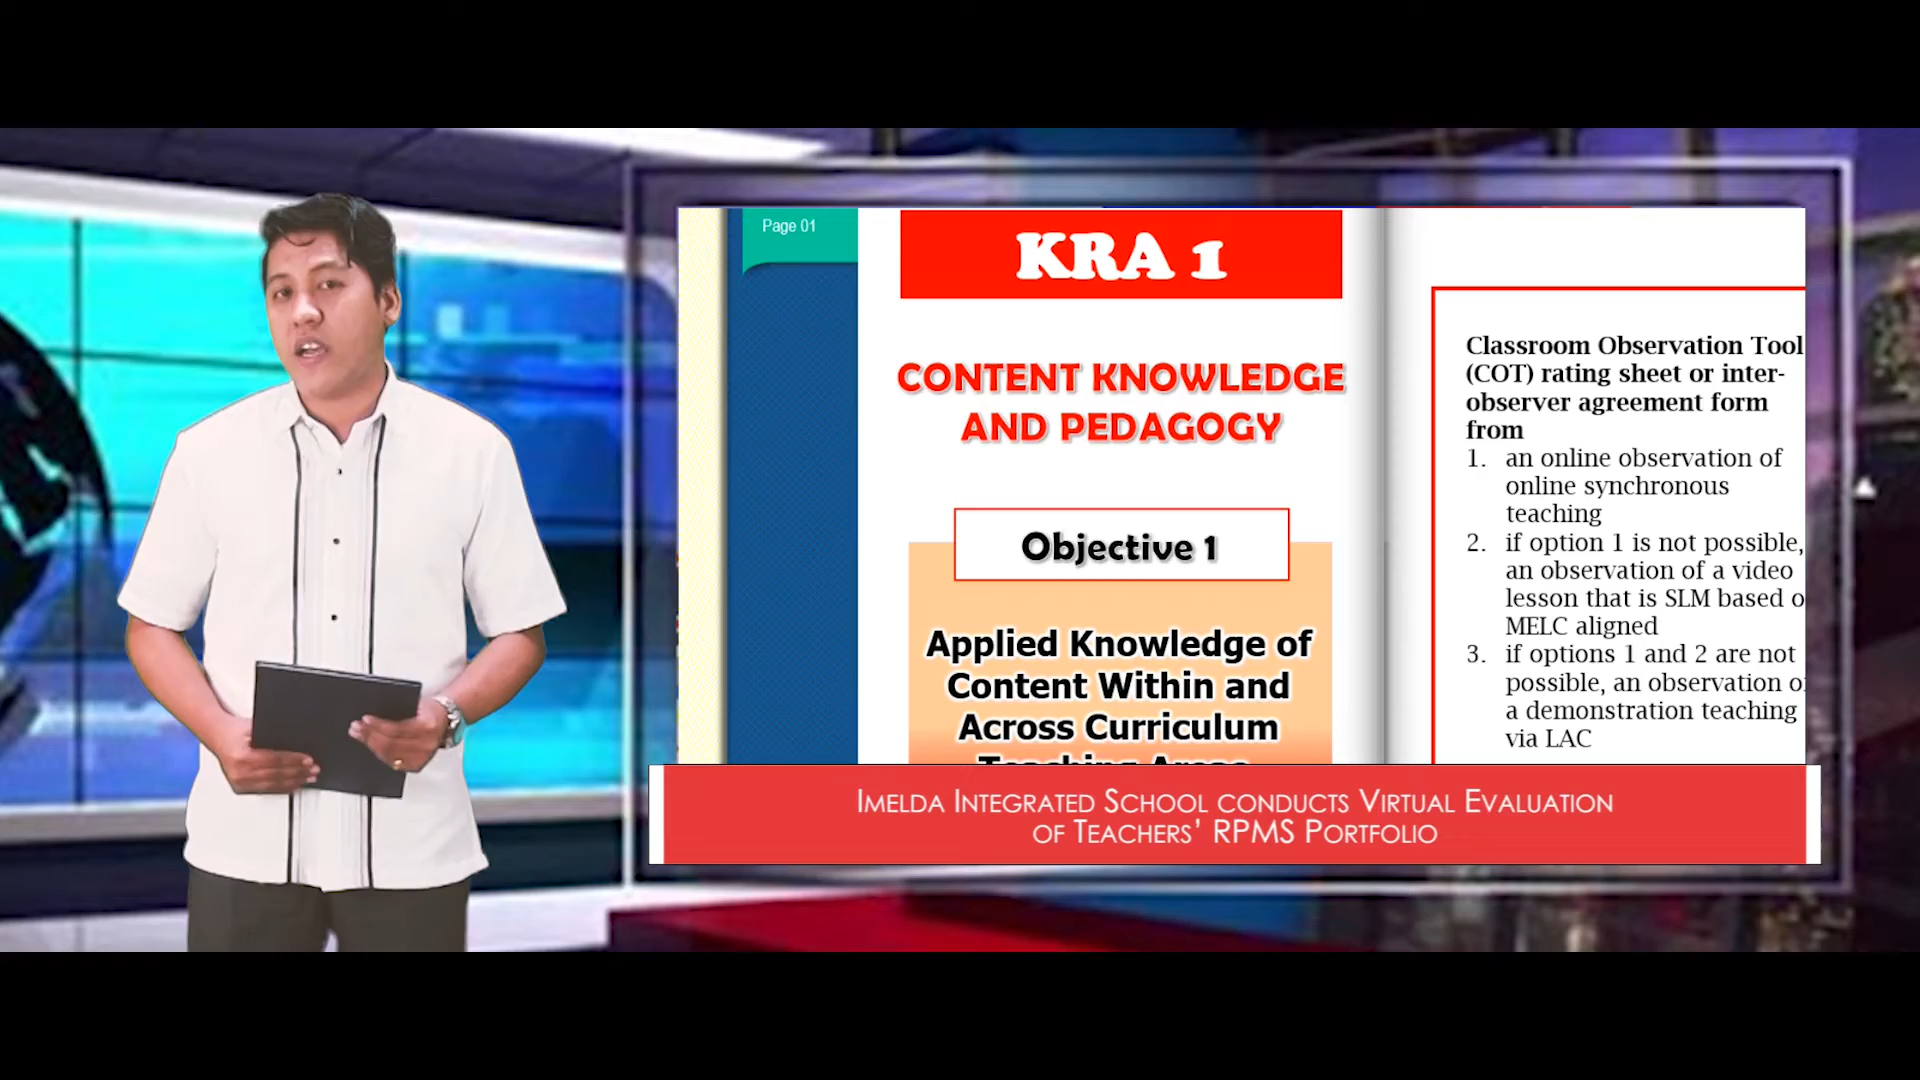 Page 01
KRA 1
CONTENT KNOWLEDGE
AND PEDAGOGY
Objective 1
Applied Knowledge of
Content Within and
Across Curriculum
Teaching Areas
Classroom Observation Tool
(COT) rating sheet or inter-
observer agreement form
from
1. an online observation of
online synchronous
teaching
2. if option 1 is not possible,
an observation of a video
lesson that is SLM based o
MELC aligned
3. if options 1 and 2 are not
possible, an observation o
a demonstration teaching
via LAC
IMELDA INTEGRATED SCHOOL CONDUCTS VIRTUAL EVALUATION
OF TEACHERS’ RPMS PORTFOLIO